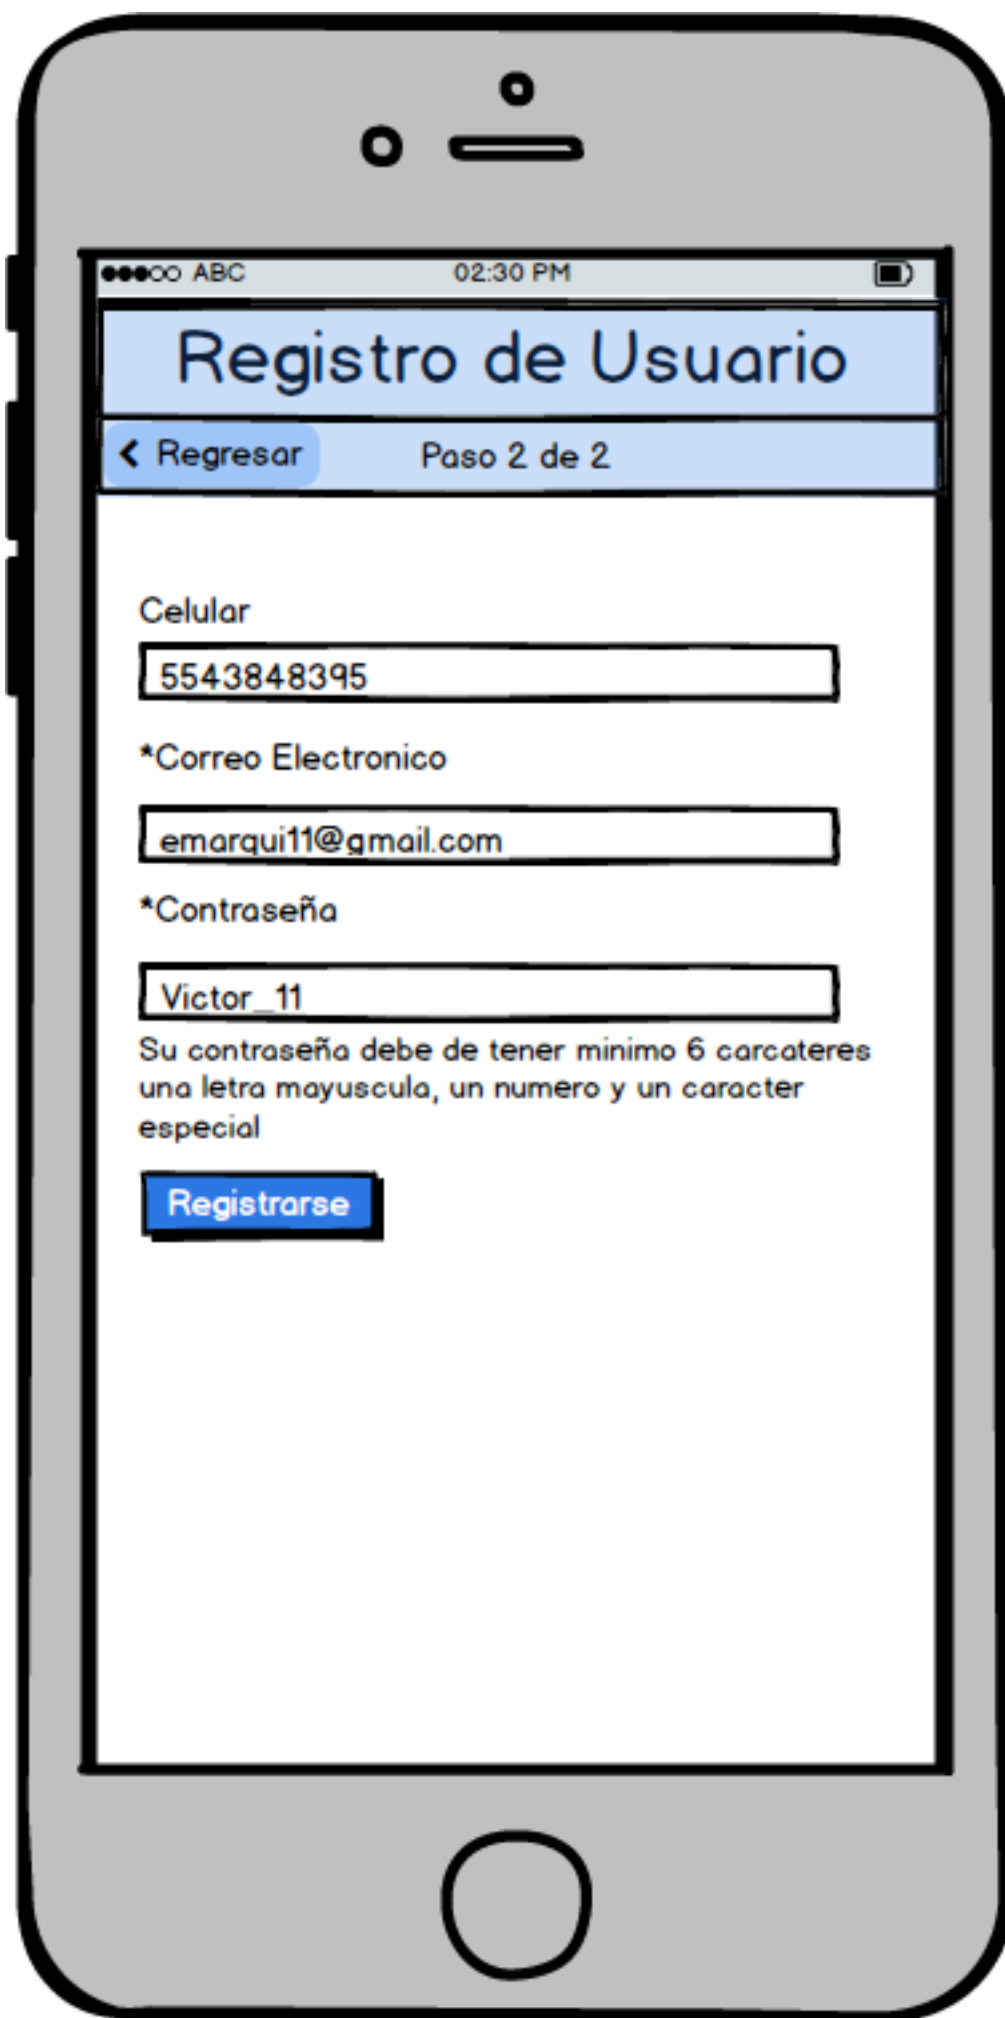 ABC 02:30 PM
Registro de Usuario
Regresar Paso 2 de 2
Celular
5543848395
*Correo Electronico
emarqui11@gmail.com
*Contraseña
Victor_11
Su contraseña debe de tener minimo 6 carcateres
una letra mayuscula, un numero y un caracter
especial
Registrarse